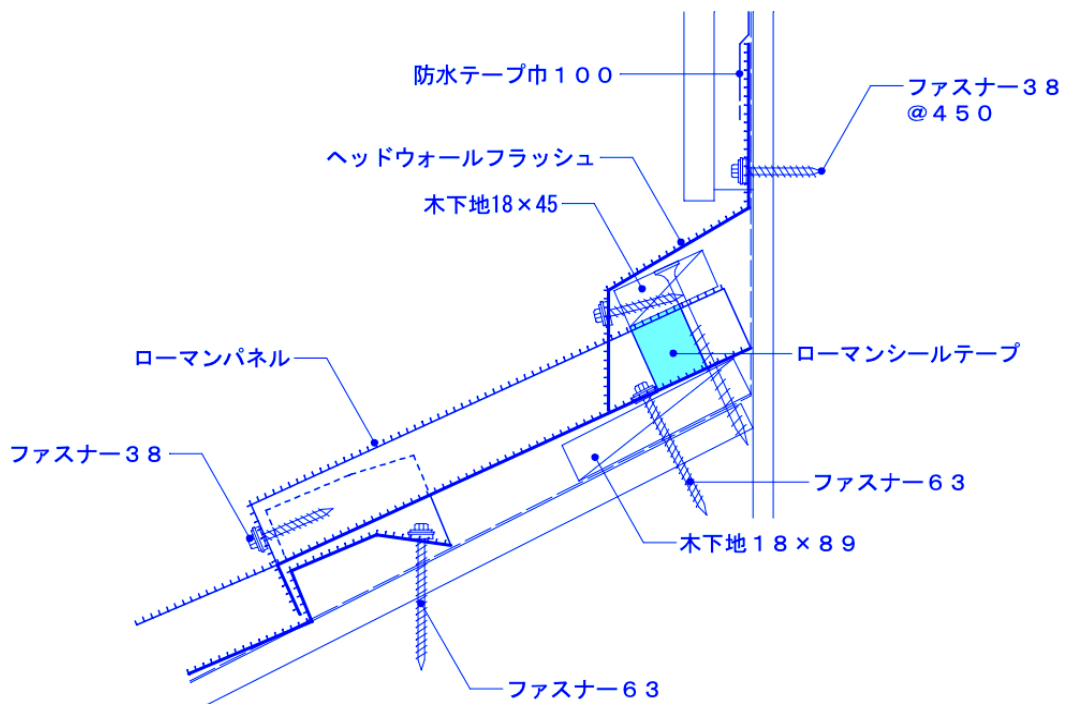 防水テープ巾１００
ファスナー３８
＠４５０
ヘッドウォールフラッシュ
木下地18×45
ローマンパネル
ローマンシールテープ
ファスナー３８
ファスナー６３
木下地１８×８９
ファスナー６３